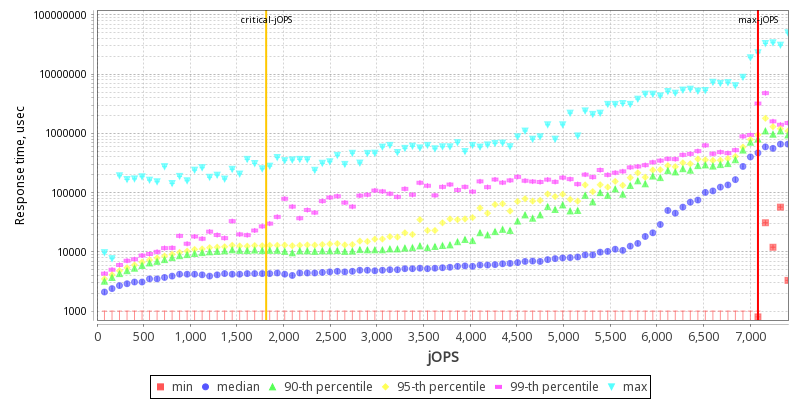 100000000
critical-jOPS
max-jOPS
10000000
1000000
100000
10000
1000
Response time, usec
0
500
1,000
1,500
2,000
2,500
3,000
3,500
4,000
4,500
5,000
5,500
6,000
6,500
7,000
jOPS
min
median
90-th percentile
95-th percentile
99-th percentile
max